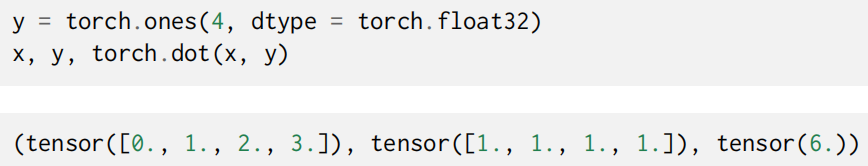 y = torch.ones(4, dtype = torch.float32)
x, y, torch.dot(x, y)
(tensor([0., 1., 2., 3.]), tensor([1., 1., 1., 1.]), tensor(6.))